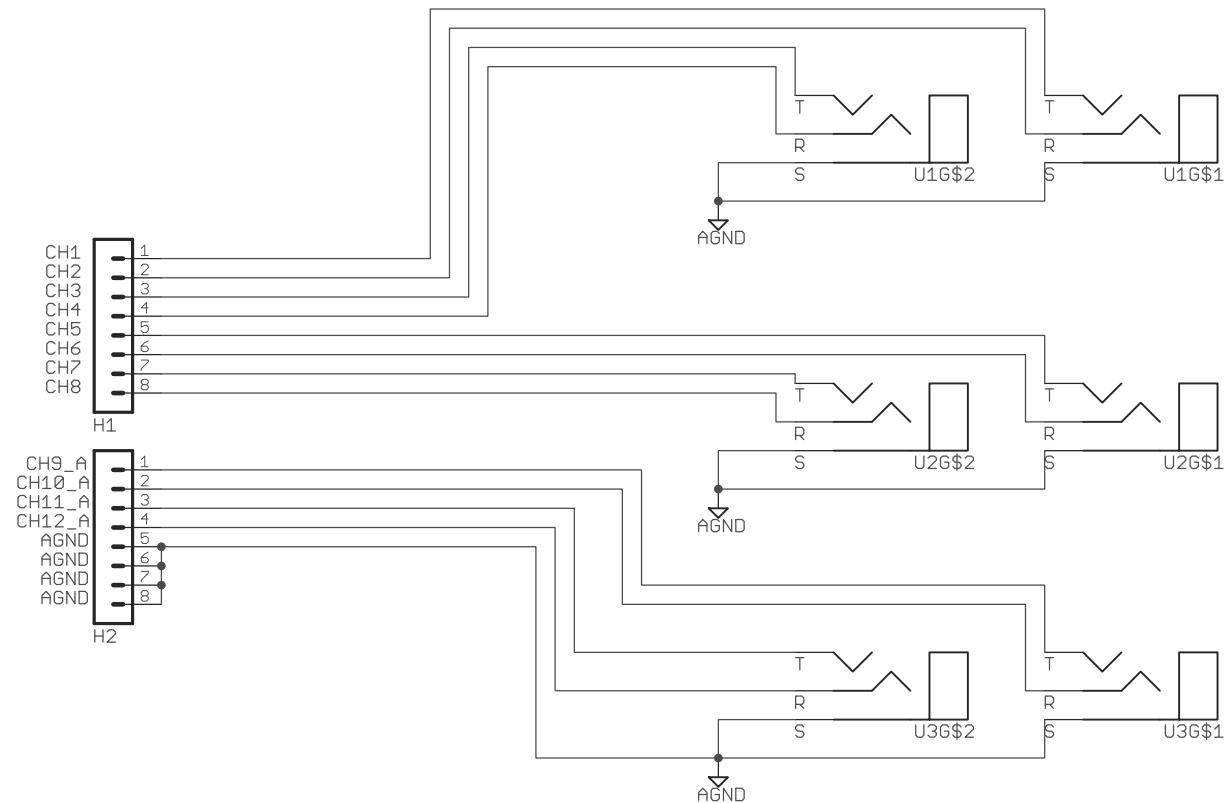 T
R
S
U1G$2
T
R
S
U1G$1
AGND
CH1 1
CH2 2
CH3 3
CH4 4
CH5 5
CH6 6
CH7 7
CH8 8
H1
T
R
S
U2G$2
T
R
S
U2G$1
AGND
CH9_A 1
CH10_A 2
CH11_A 3
CH12_A 4
AGND 5
AGND 6
AGND 7
AGND 8
H2
T
R
S
U3G$2
T
R
S
U3G$1
AGND